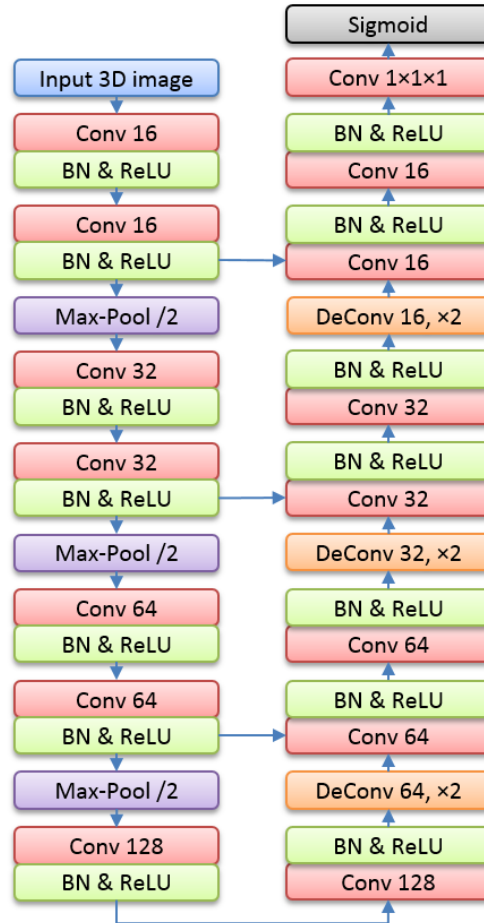 Input 3D image
Conv 16
BN & ReLU
Conv 16
BN & ReLU
Max-Pool /2
Conv 32
BN & ReLU
Conv 32
BN & ReLU
Max-Pool /2
Conv 64
BN & ReLU
Conv 64
BN & ReLU
Max-Pool /2
Conv 128
BN & ReLU
Sigmoid
Conv 1×1×1
BN & ReLU
Conv 16
BN & ReLU
Conv 16
DeConv 16, ×2
BN & ReLU
Conv 32
BN & ReLU
Conv 32
DeConv 32, ×2
BN & ReLU
Conv 64
BN & ReLU
Conv 64
DeConv 64, ×2
BN & ReLU
Conv 128